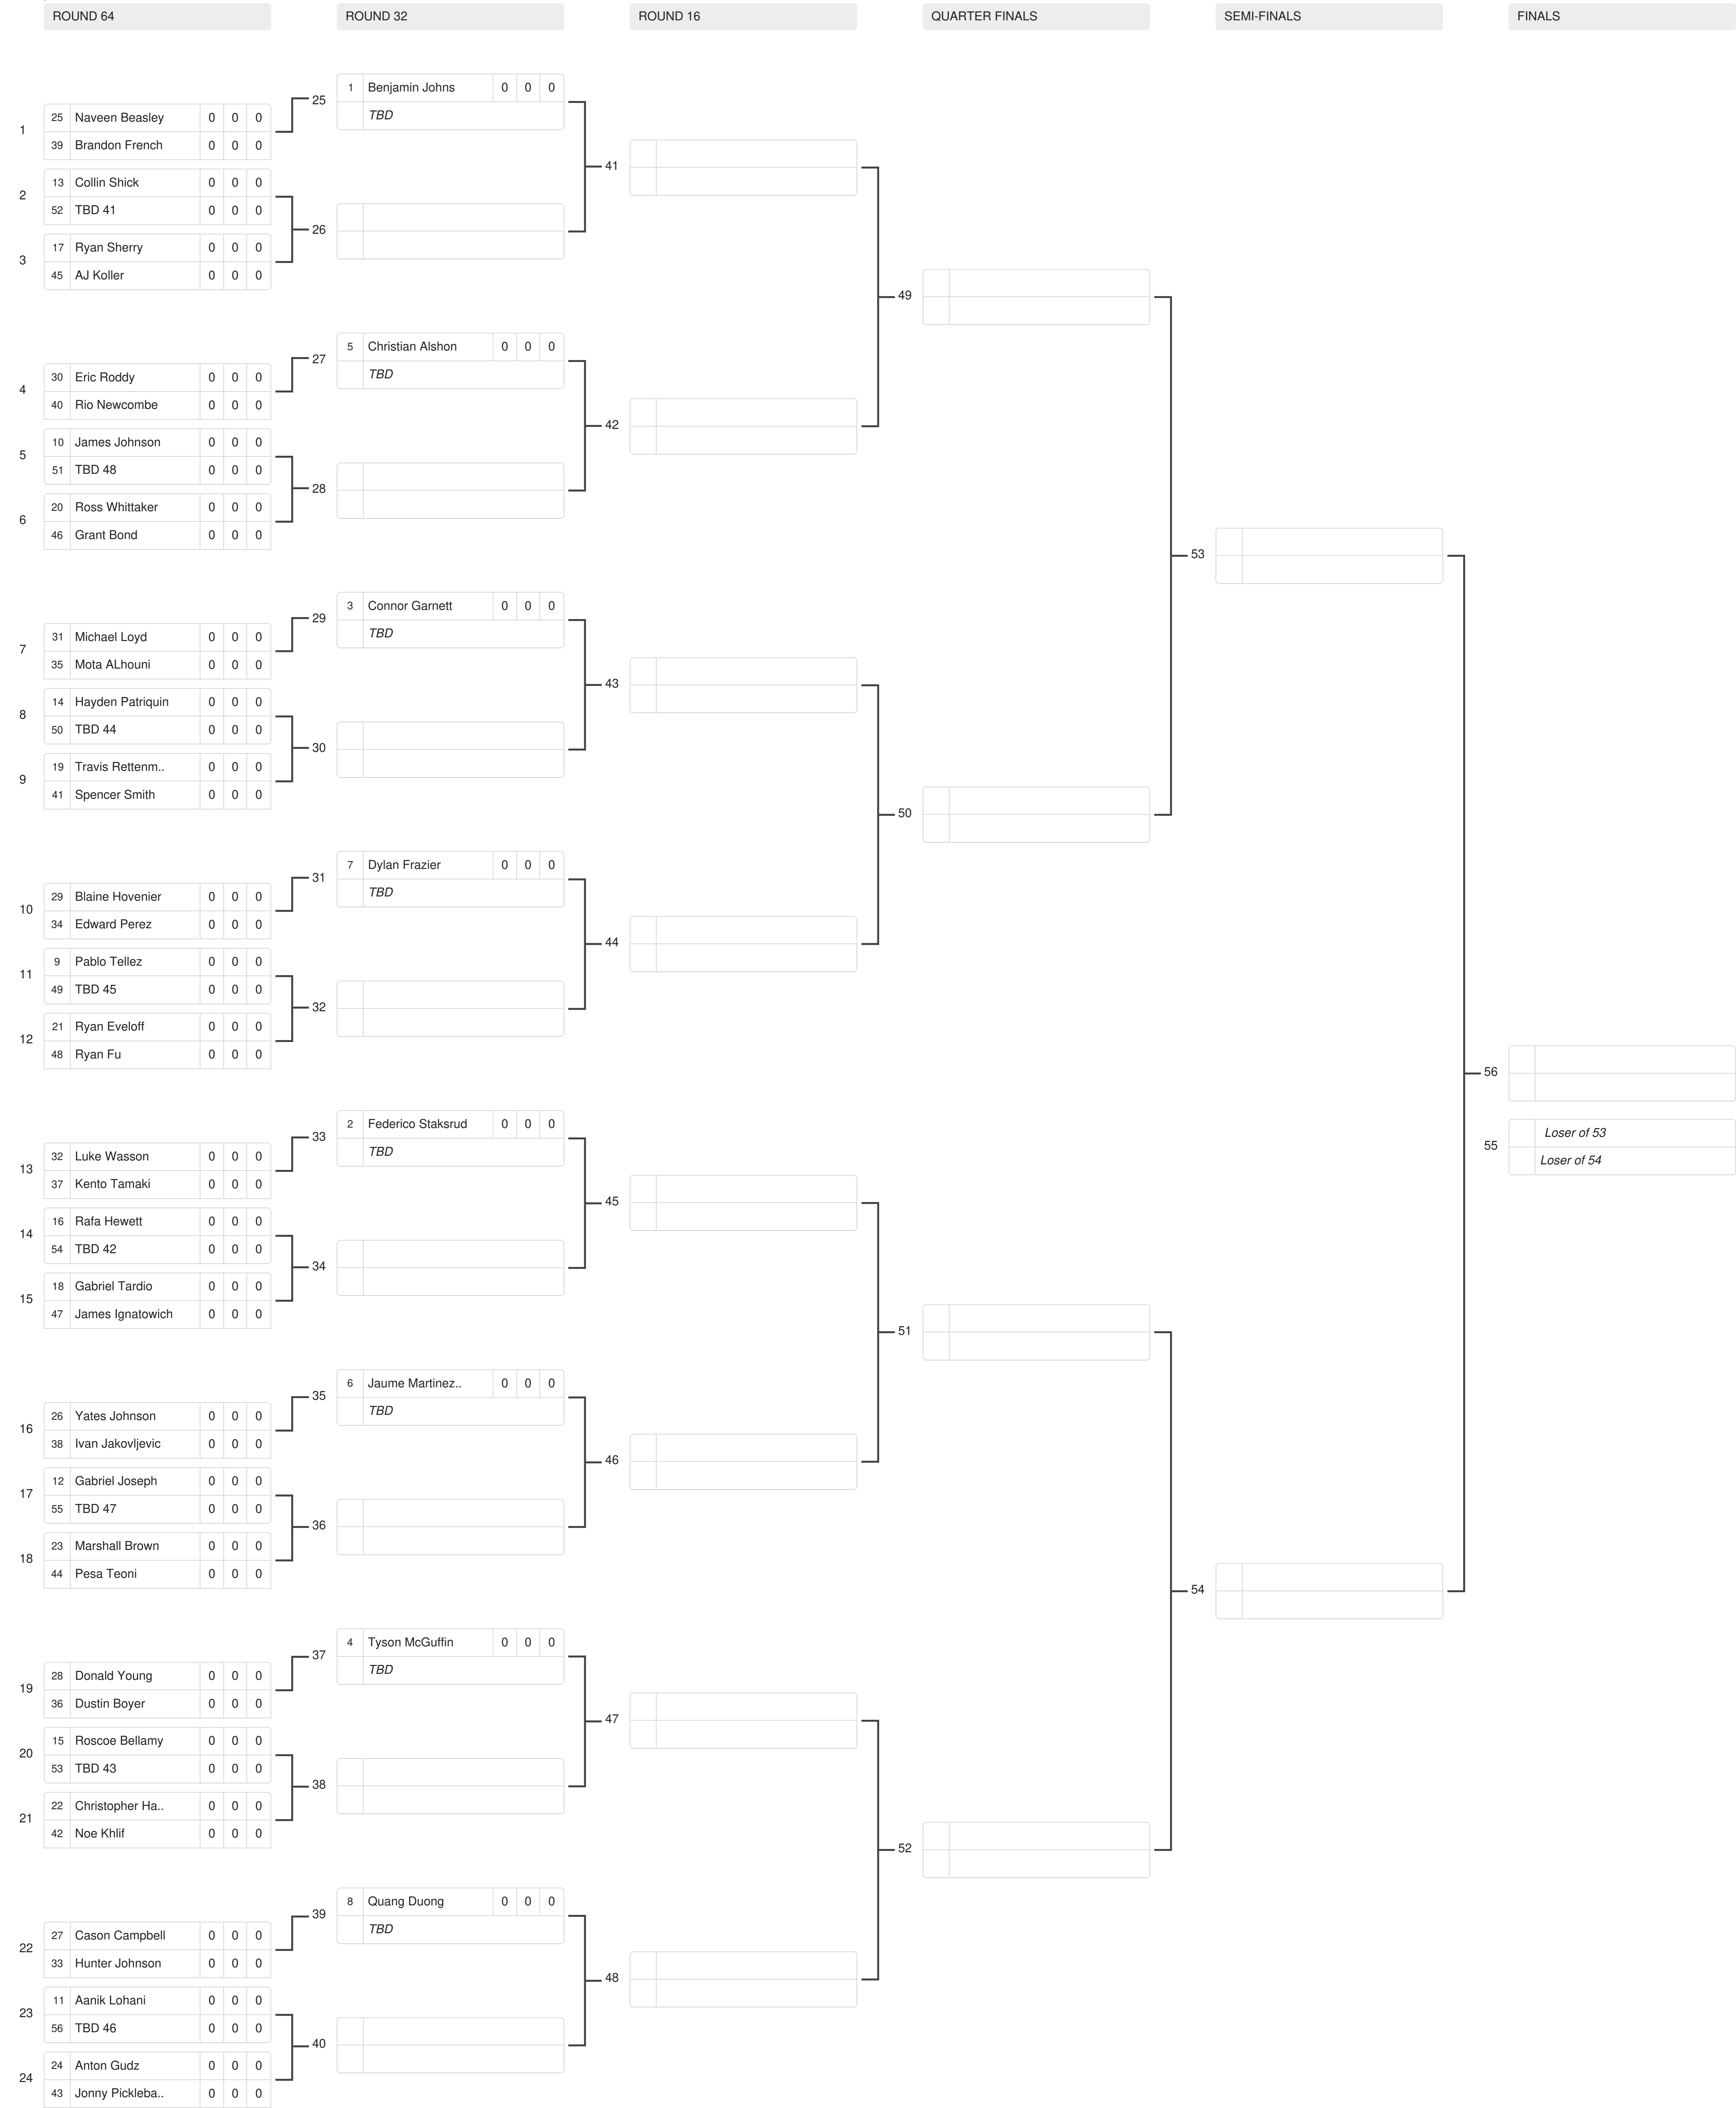 ROUND 64
ROUND 32
ROUND 16
QUARTER FINALS
SEMI-FINALS
FINALS
1
25 Naveen Beasley 0 0 0
39 Brandon French 0 0 0
2
13 Collin Shick 0 0 0
52 TBD 41 0 0 0
3
17 Ryan Sherry 0 0 0
45 AJ Koller 0 0 0
4
30 Eric Roddy 0 0 0
40 Rio Newcombe 0 0 0
5
10 James Johnson 0 0 0
51 TBD 48 0 0 0
6
20 Ross Whittaker 0 0 0
46 Grant Bond 0 0 0
7
31 Michael Loyd 0 0 0
35 Mota ALhouni 0 0 0
8
14 Hayden Patriquin 0 0 0
50 TBD 44 0 0 0
9
19 Travis Rettenm.. 0 0 0
41 Spencer Smith 0 0 0
10
29 Blaine Hovenier 0 0 0
34 Edward Perez 0 0 0
11
9 Pablo Tellez 0 0 0
49 TBD 45 0 0 0
12
21 Ryan Eveloff 0 0 0
48 Ryan Fu 0 0 0
13
32 Luke Wasson 0 0 0
37 Kento Tamaki 0 0 0
14
16 Rafa Hewett 0 0 0
54 TBD 42 0 0 0
15
18 Gabriel Tardio 0 0 0
47 James Ignatowich 0 0 0
16
26 Yates Johnson 0 0 0
38 Ivan Jakovljevic 0 0 0
17
12 Gabriel Joseph 0 0 0
55 TBD 47 0 0 0
18
23 Marshall Brown 0 0 0
44 Pesa Teoni 0 0 0
19
28 Donald Young 0 0 0
36 Dustin Boyer 0 0 0
20
15 Roscoe Bellamy 0 0 0
53 TBD 43 0 0 0
21
22 Christopher Ha.. 0 0 0
42 Noe Khlif 0 0 0
22
27 Cason Campbell 0 0 0
33 Hunter Johnson 0 0 0
23
11 Aanik Lohani 0 0 0
56 TBD 46 0 0 0
24
24 Anton Gudz 0 0 0
43 Jonny Pickleba.. 0 0 0
25
1 Benjamin Johns 0 0 0
TBD
26
27
5 Christian Alshon 0 0 0
TBD
28
29
3 Connor Garnett 0 0 0
TBD
30
31
7 Dylan Frazier 0 0 0
TBD
32
33
2 Federico Staksrud 0 0 0
TBD
34
35
6 Jaume Martinez.. 0 0 0
TBD
36
37
4 Tyson McGuffin 0 0 0
TBD
38
39
8 Quang Duong 0 0 0
TBD
40
41
42
43
44
45
46
47
48
49
50
51
52
53
54
56
55
Loser of 53
Loser of 54